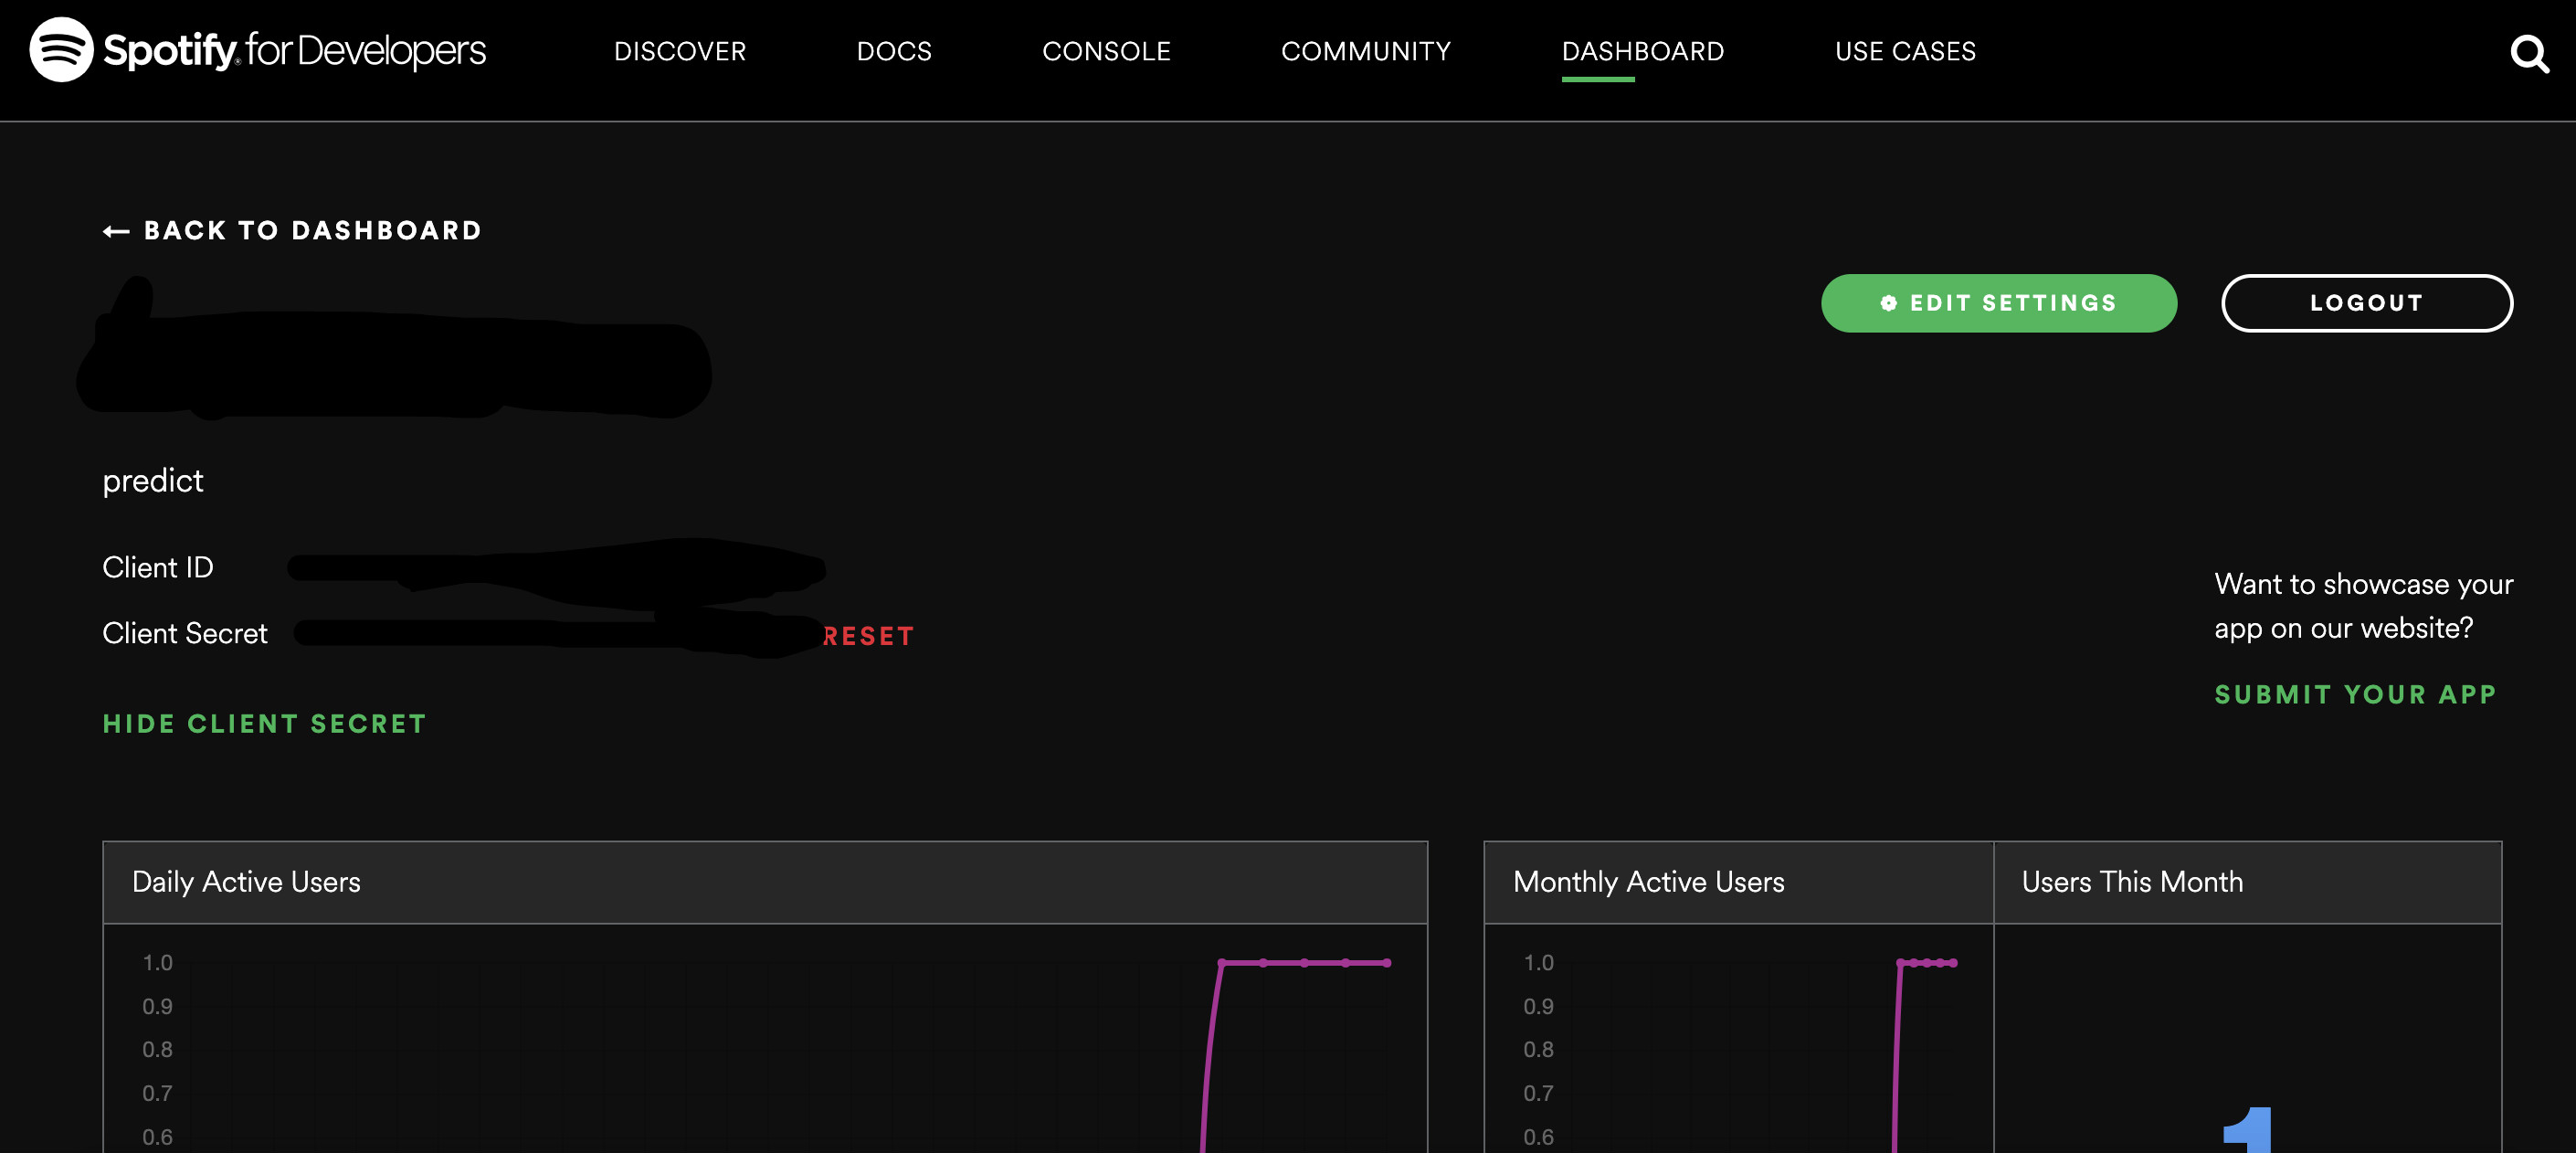 Spotify for Developers
DISCOVER
DOCS
CONSOLE
COMMUNITY
DASHBOARD
USE CASES
← BACK TO DASHBOARD
EDIT SETTINGS
LOGOUT
predict
Client ID
Client Secret
RESET
HIDE CLIENT SECRET
Want to showcase your
app on our website?
SUBMIT YOUR APP
Daily Active Users
1.0
0.9
0.8
0.7
0.6
Monthly Active Users
1.0
0.9
0.8
0.7
0.6
Users This Month
1